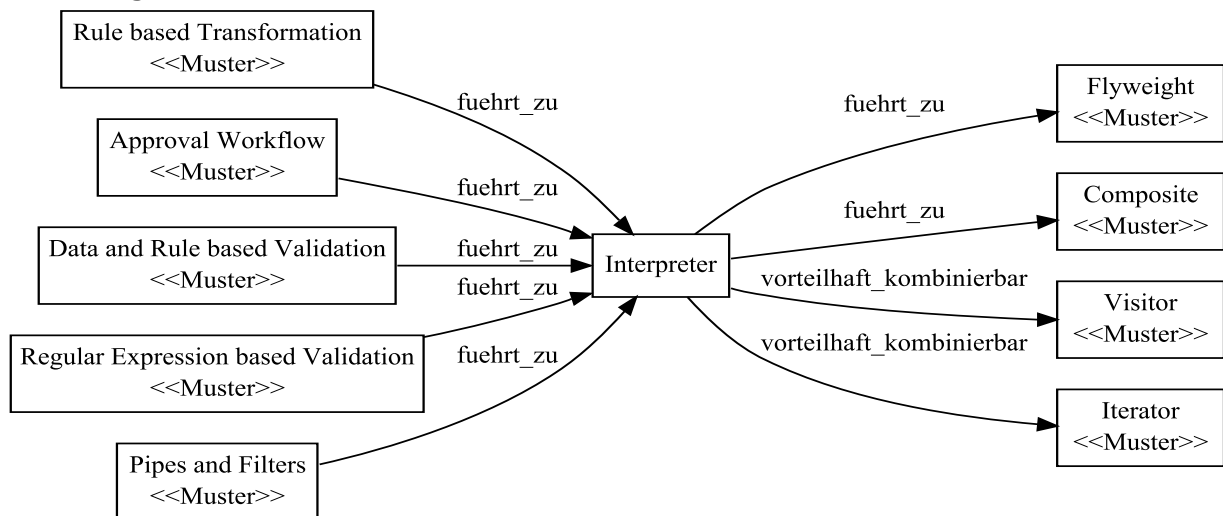 Rule based Transformation
<<Muster>>
Approval Workflow
<<Muster>>
Data and Rule based Validation
<<Muster>>
Regular Expression based Validation
<<Muster>>
Pipes and Filters
<<Muster>>
fuehrt_zu
fuehrt_zu
fuehrt_zu
fuehrt_zu
fuehrt_zu
Interpreter
fuehrt_zu
fuehrt_zu
vorteilhaft_kombinierbar
vorteilhaft_kombinierbar
Flyweight
<<Muster>>
Composite
<<Muster>>
Visitor
<<Muster>>
Iterator
<<Muster>>